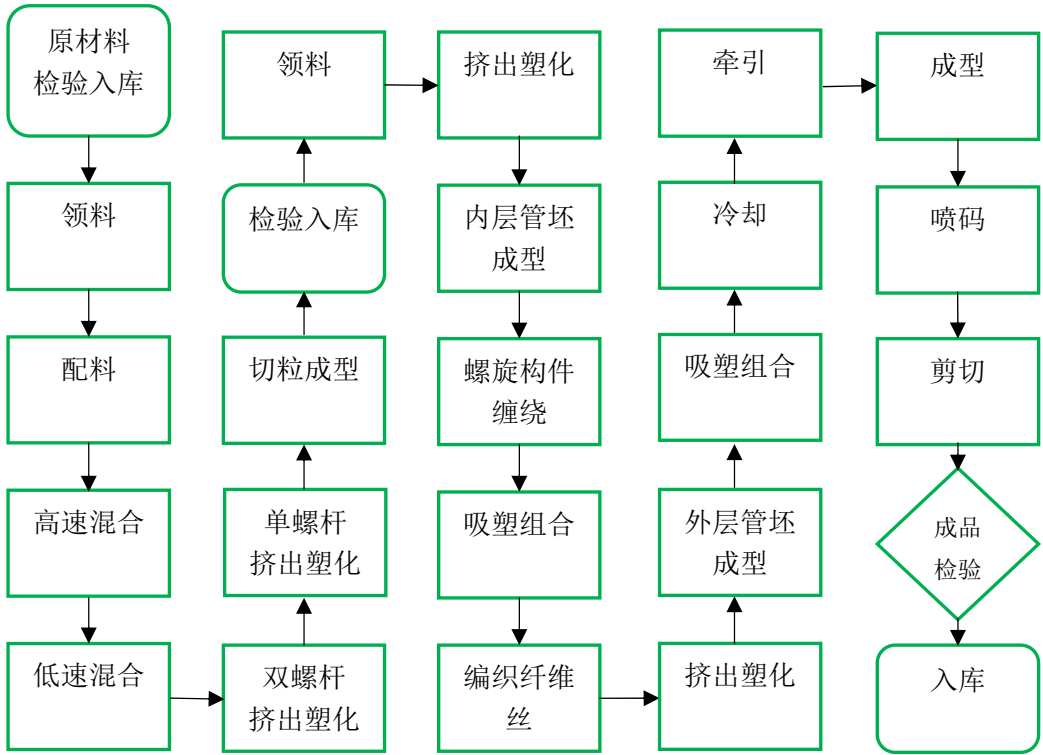 原材料
检验入库
领料
配料
高速混合
低速混合
双螺杆
挤出塑化
单螺杆
挤出塑化
切粒成型
检验入库
领料
挤出塑化
内层管坯
成型
螺旋构件
缠绕
吸塑组合
编织纤维
丝
挤出塑化
外层管坯
成型
吸塑组合
冷却
牵引
成型
喷码
剪切
成品
检验
入库